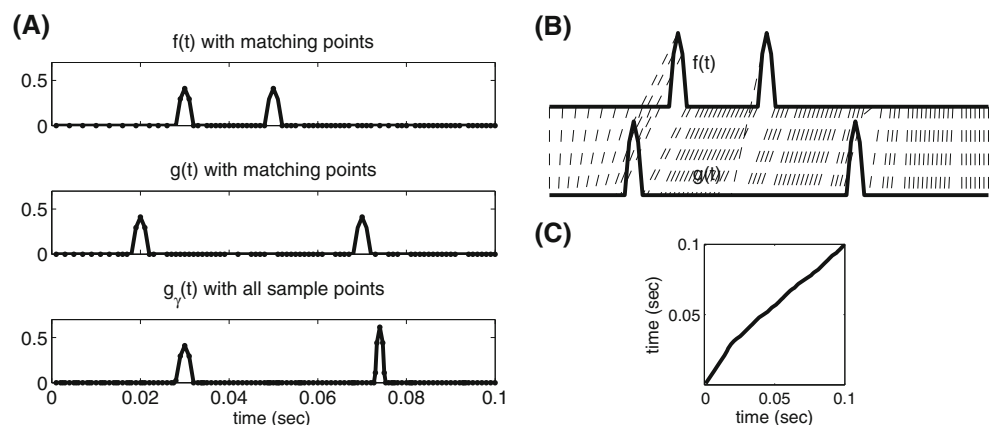 (A)
f(t) with matching points
0.5
0
g(t) with matching points
0.5
0
g_γ(t) with all sample points
0.5
0
0 0.02 0.04 0.06 0.08 0.1
time (sec)
(B)
f(t)
g(t)
(C)
0.1
0.05
time (sec)
0 0.05 0.1
time (sec)